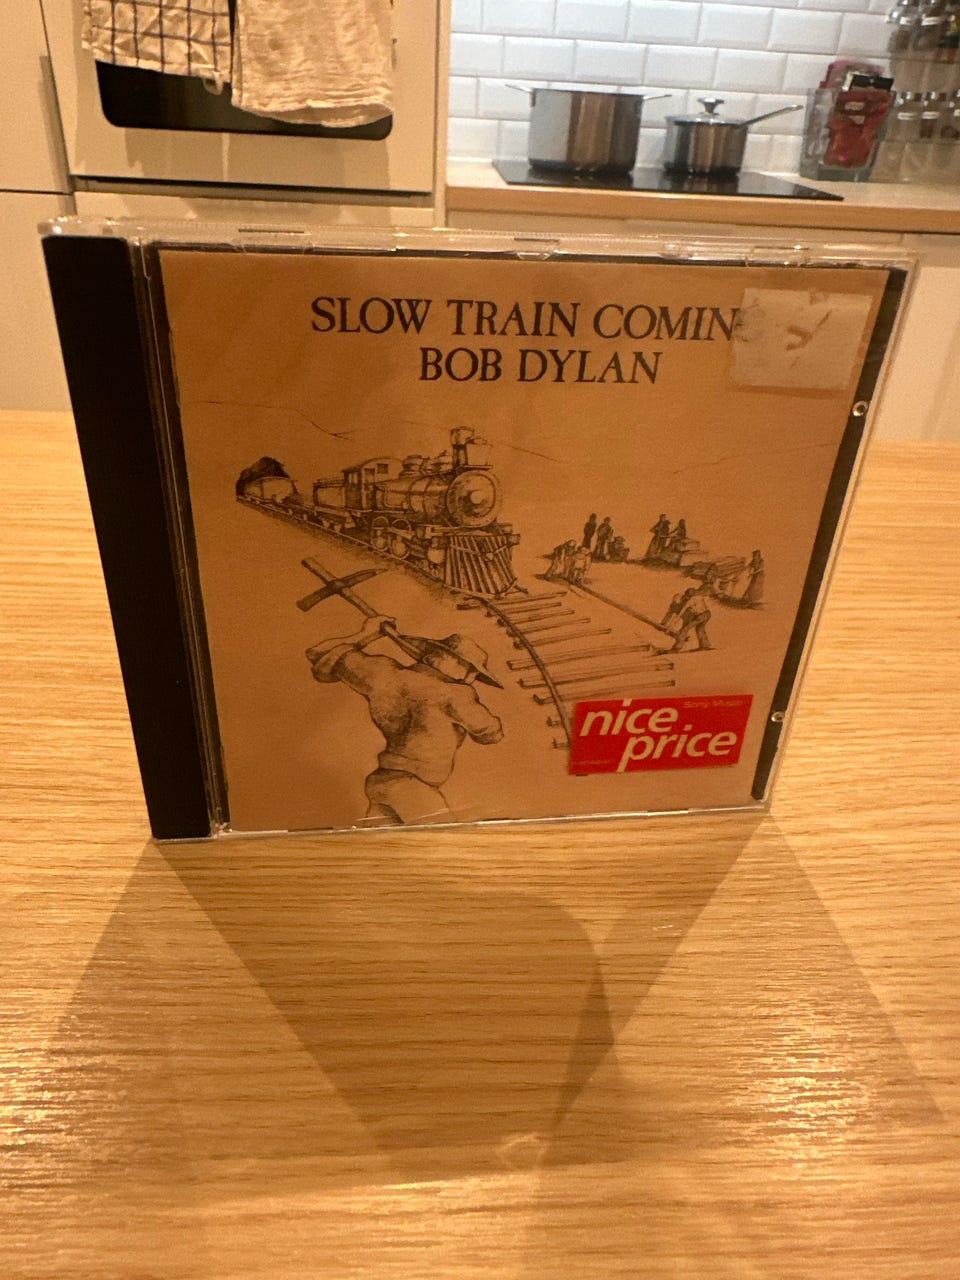 SLOW TRAIN COMIN
BOB DYLAN
Sony Music
nice
price